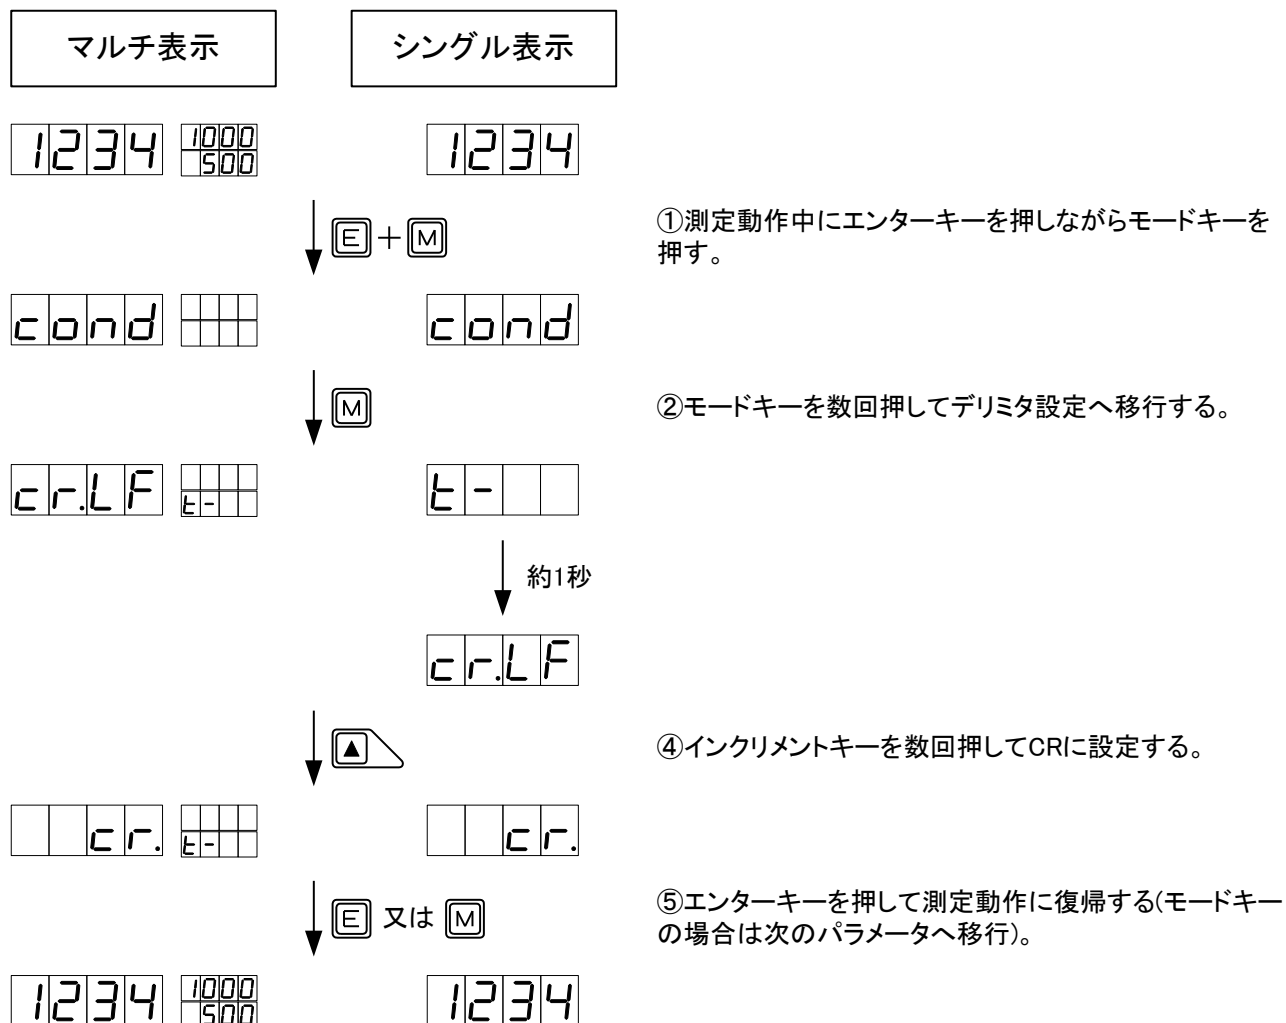 マルチ表示 シングル表示
1234 1000 1234
500
E+M ①測定動作中にエンターキーを押しながらモードキーを
押す。
cond cond
M ②モードキーを数回押してデリミタ設定へ移行する。
cr.LF t- t-
約1秒
cr.LF
▲ ④インクリメントキーを数回押してCRに設定する。
cr. t- cr.
E 又は M ⑤エンターキーを押して測定動作に復帰する(モードキー
の場合は次のパラメータへ移行)。
1234 1000 1234
500